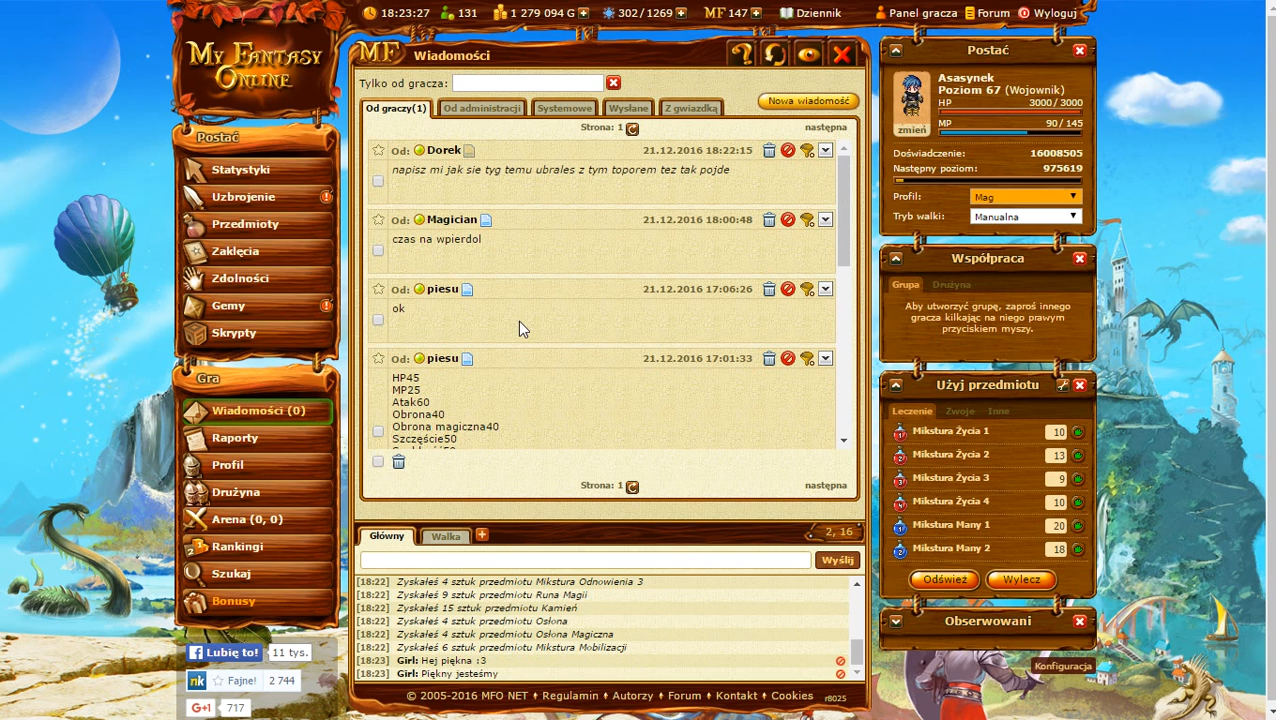 18:23:27 131 1 279 094 G 302 / 1269 MF 147 Dziennik Panel gracza Forum Wyloguj
My Fantasy
Online
Postać
Statystyki
Uzbrojenie
Przedmioty
Zaklęcia
Zdolności
Gemy
Skrypty
Gra
Wiadomości (0)
Raporty
Profil
Drużyna
Arena (0, 0)
Rankingi
Szukaj
Bonusy
Lubię to! 11 tys.
nk Fajne! 2 744
G+1 717
MF Wiadomości
Tylko od gracza:
Nowa wiadomość
Od graczy(1) Od administracji Systemowe Wysłane Z gwiazdką
Strona: 1 następna
Od: Dorek 21.12.2016 18:22:15
napisz mi jak sie tyg temu ubrales z tym toporem tez tak pojde
Od: Magician 21.12.2016 18:00:48
czas na wpierdol
Od: piesu 21.12.2016 17:06:26
ok
Od: piesu 21.12.2016 17:01:33
HP45
MP25
Atak60
Obrona40
Obrona magiczna40
Szczęście50
Strona: 1 następna
Główny Walka + 2, 16
Wyślij
[18:22] Zyskałeś 4 sztuk przedmiotu Mikstura Odnowienia 3
[18:22] Zyskałeś 9 sztuk przedmiotu Runa Magii
[18:22] Zyskałeś 15 sztuk przedmiotu Kamień
[18:22] Zyskałeś 4 sztuk przedmiotu Osłona
[18:22] Zyskałeś 4 sztuk przedmiotu Osłona Magiczna
[18:22] Zyskałeś 6 sztuk przedmiotu Mikstura Mobilizacji
[18:23] Girl: Hej piękna :3
[18:23] Girl: Piękny jesteśmy
© 2005-2016 MFO NET Regulamin Autorzy Forum Kontakt Cookies r8025
Postać
Asasynek
Poziom 67 (Wojownik)
HP 3000 / 3000
MP 90 / 145
zmień
Doświadczenie: 16008505
Następny poziom: 975619
Profil: Mag
Tryb walki: Manualna
Współpraca
Grupa Drużyna
Aby utworzyć grupę, zaproś innego
gracza klikając na niego prawym
przyciskiem myszy.
Użyj przedmiotu
Leczenie Zwoje Inne
Mikstura Życia 1 10
Mikstura Życia 2 13
Mikstura Życia 3 9
Mikstura Życia 4 10
Mikstura Many 1 20
Mikstura Many 2 18
Odśwież Wylecz
Obserwowani
Konfiguracja